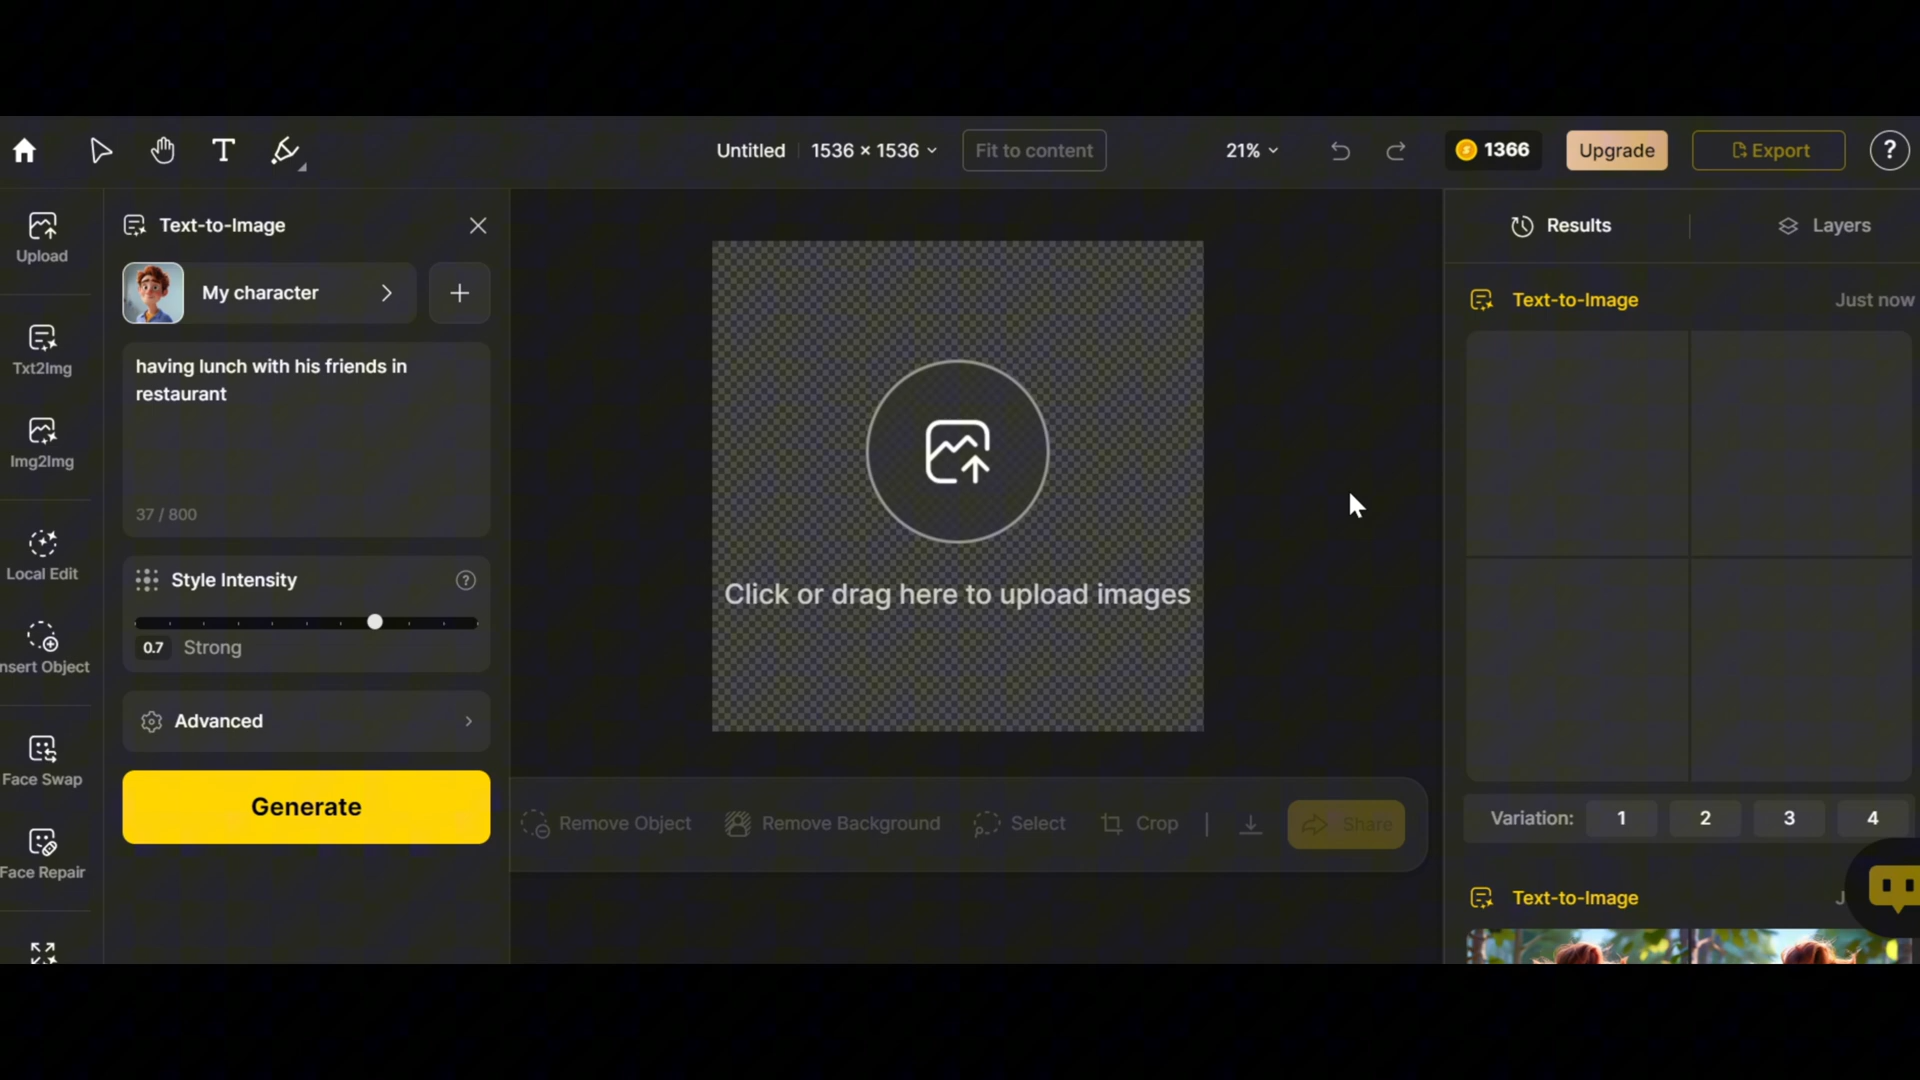 Untitled
1536 × 1536
Fit to content
21%
1366
Upgrade
Export
?
Upload
Txt2Img
Img2Img
Local Edit
nsert Object
Face Swap
Face Repair
Text-to-Image
My character
having lunch with his friends in
restaurant
37 / 800
Style Intensity
?
0.7 Strong
Advanced
Generate
Click or drag here to upload images
Remove Object
Remove Background
Select
Crop
Share
Results
Layers
Text-to-Image
Just now
Variation: 1 2 3 4
Text-to-Image
J